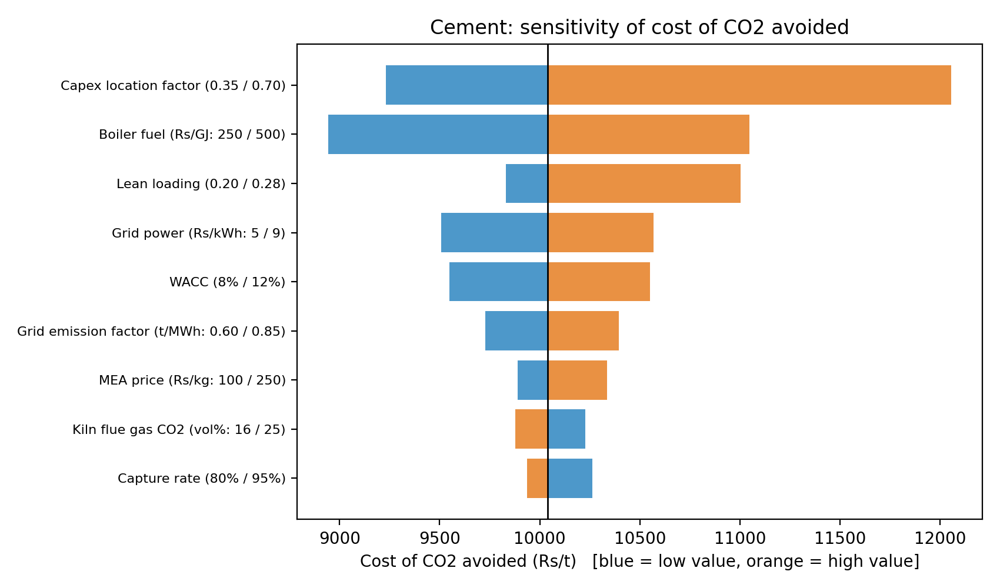 Cement: sensitivity of cost of CO2 avoided
Capex location factor (0.35 / 0.70)
Boiler fuel (Rs/GJ: 250 / 500)
Lean loading (0.20 / 0.28)
Grid power (Rs/kWh: 5 / 9)
WACC (8% / 12%)
Grid emission factor (t/MWh: 0.60 / 0.85)
MEA price (Rs/kg: 100 / 250)
Kiln flue gas CO2 (vol%: 16 / 25)
Capture rate (80% / 95%)
9000 9500 10000 10500 11000 11500 12000
Cost of CO2 avoided (Rs/t) [blue = low value, orange = high value]